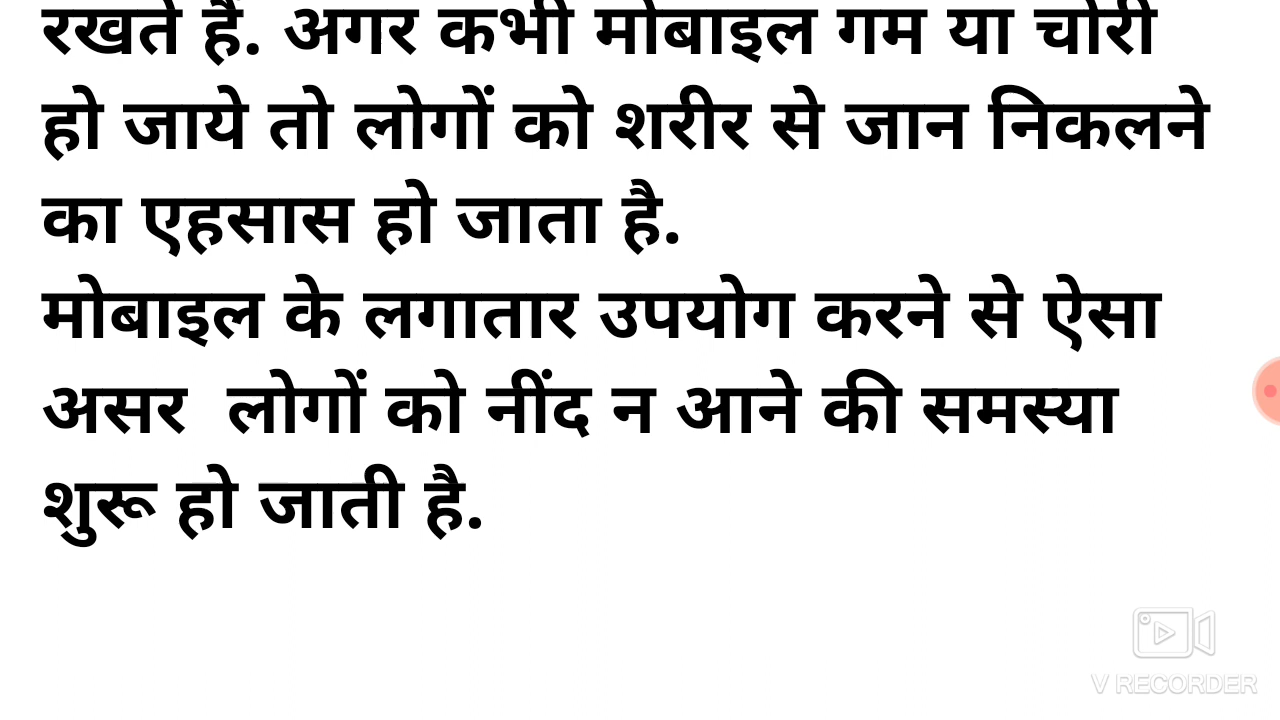 रखते हैं. अगर कभी मोबाइल गम या चोरी
हो जाये तो लोगों को शरीर से जान निकलने
का एहसास हो जाता है.
मोबाइल के लगातार उपयोग करने से ऐसा
असर लोगों को नींद न आने की समस्या
शुरू हो जाती है.
V RECORDER